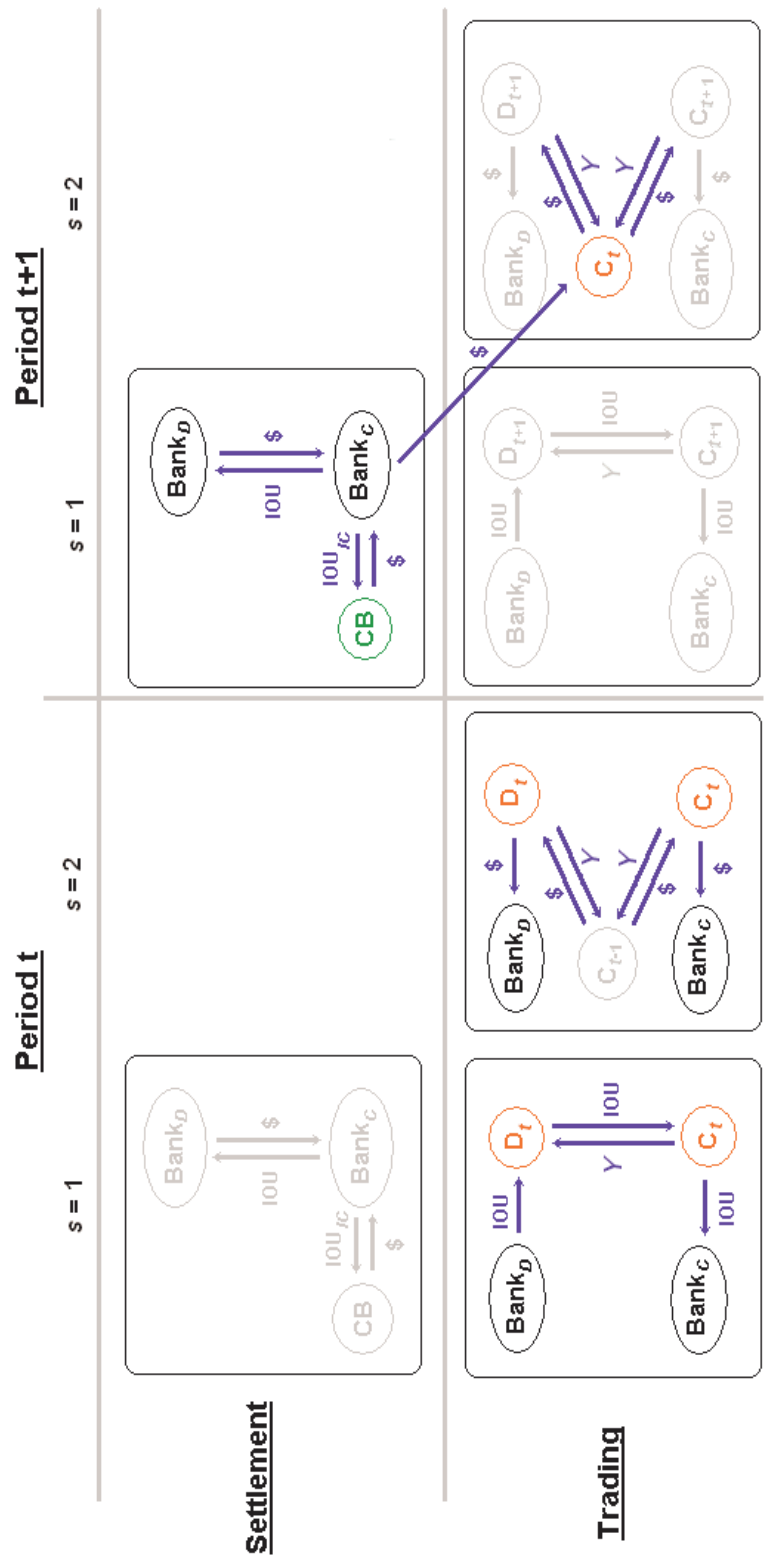 Period t
Period t+1
s = 1
s = 2
s = 1
s = 2
Settlement
Bank_D
IOU
$
CB
IOU_IC
$
Bank_C
Bank_D
IOU
$
CB
IOU_IC
$
Bank_C
$
Trading
Bank_D
IOU
D_t
Y
IOU
Bank_C
IOU
C_t
Bank_D
$
D_t
$
Y
C_t-1
Y
$
Bank_C
$
C_t
Bank_D
IOU
D_t+1
Y
IOU
Bank_C
IOU
C_t+1
Bank_D
$
D_t+1
$
Y
C_t
Y
$
Bank_C
$
C_t+1